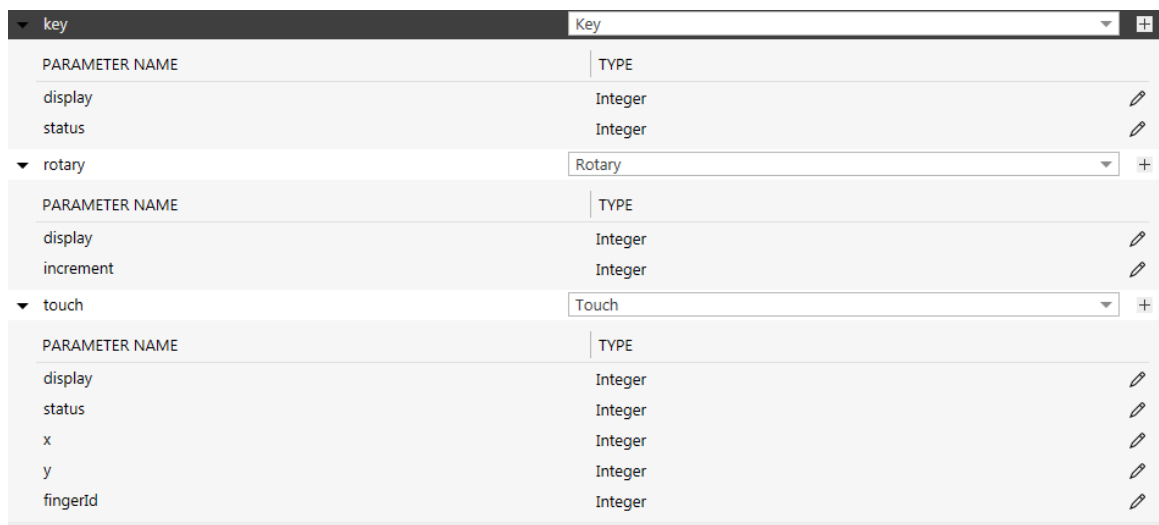 key Key
PARAMETER NAME TYPE
display Integer
status Integer
rotary Rotary
PARAMETER NAME TYPE
display Integer
increment Integer
touch Touch
PARAMETER NAME TYPE
display Integer
status Integer
x Integer
y Integer
fingerId Integer